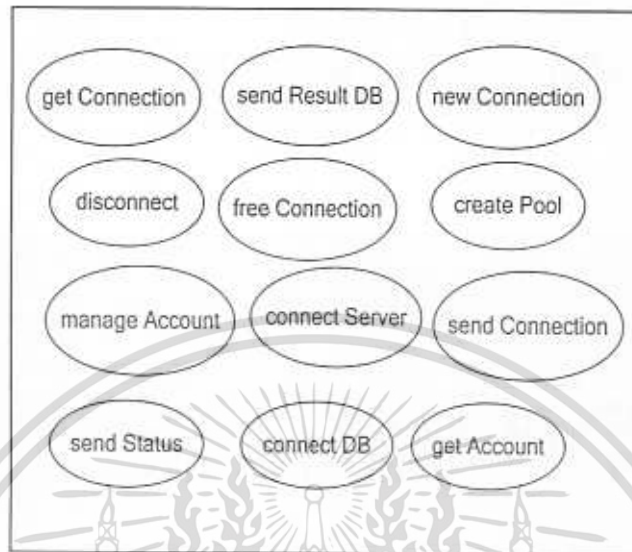 get Connection
send Result DB
new Connection
disconnect
free Connection
create Pool
manage Account
connect Server
send Connection
send Status
connect DB
get Account